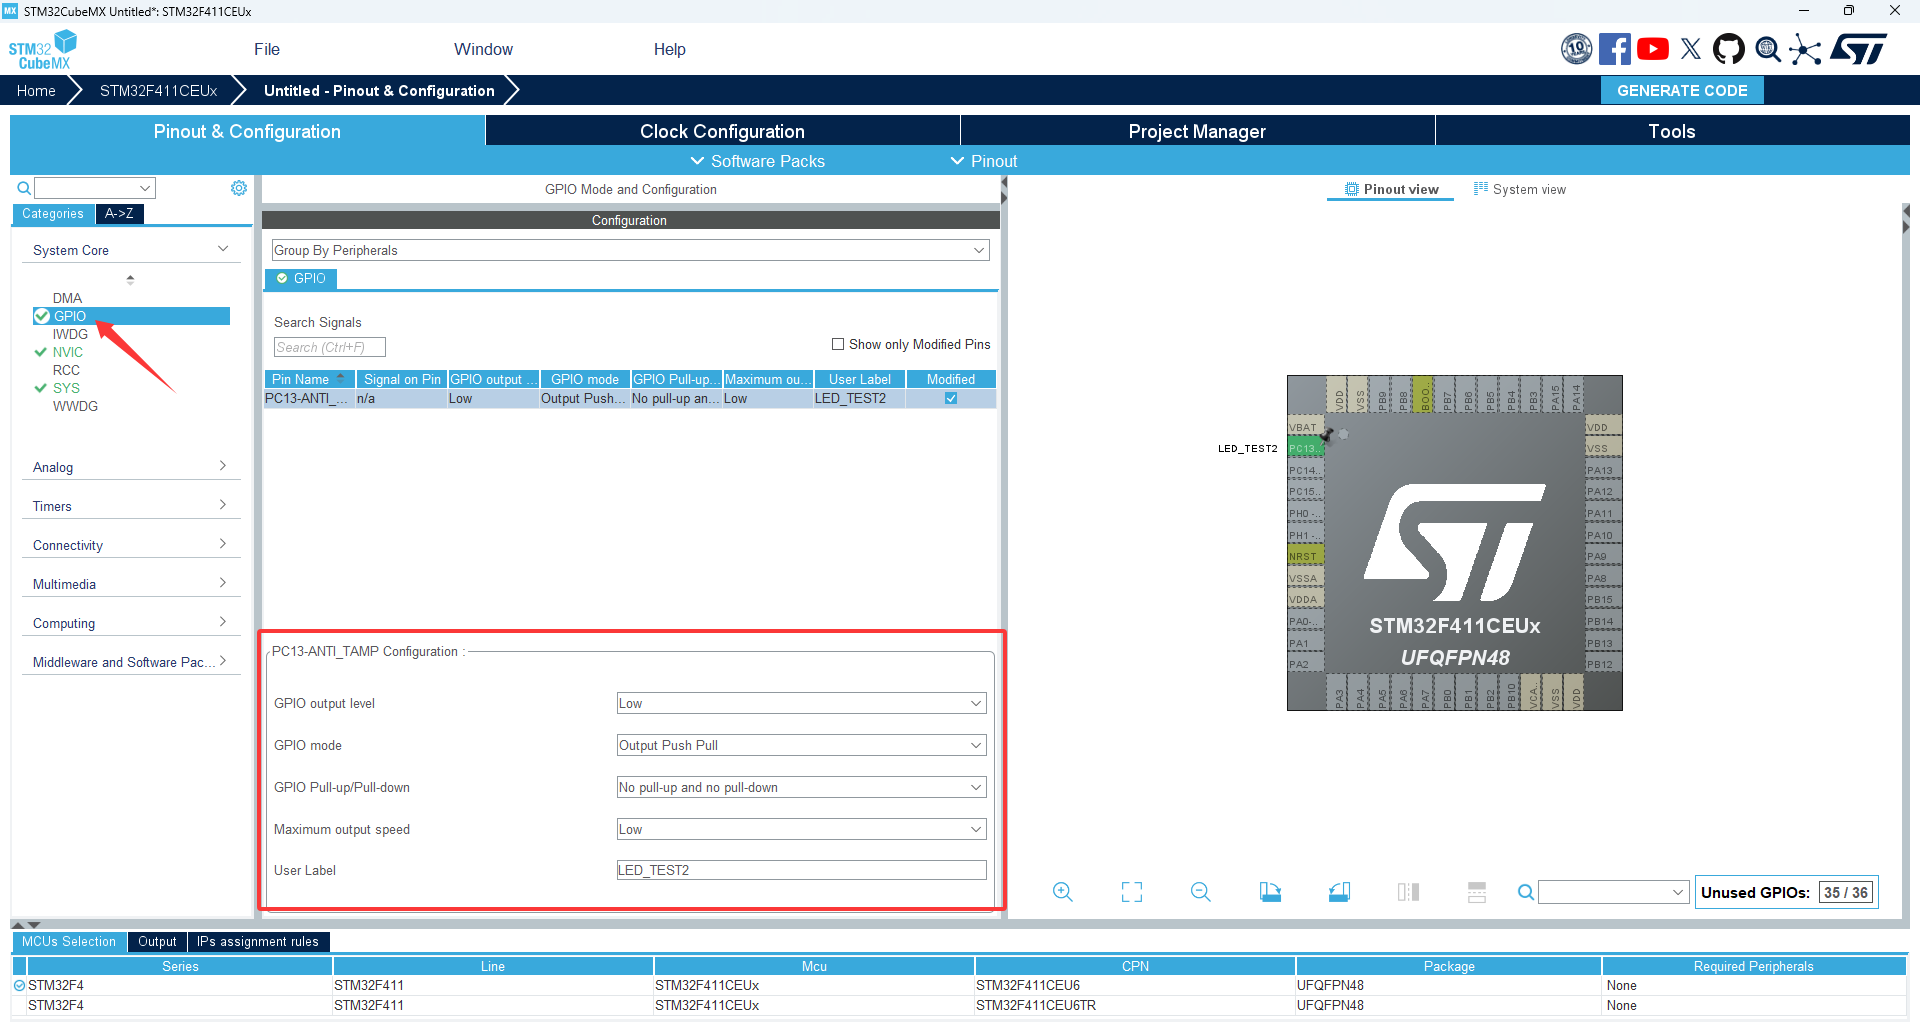 MX STM32CubeMX Untitled*: STM32F411CEUx
STM32 CubeMX
File Window Help
10
Home STM32F411CEUx Untitled - Pinout & Configuration GENERATE CODE
Pinout & Configuration Clock Configuration Project Manager Tools
Software Packs Pinout
Categories A->Z
System Core
DMA
GPIO
IWDG
NVIC
RCC
SYS
WWDG
Analog
Timers
Connectivity
Multimedia
Computing
Middleware and Software Pac...
GPIO Mode and Configuration
Configuration
Group By Peripherals
GPIO
Search Signals
Search (Ctrl+F)
Show only Modified Pins
Pin Name Signal on Pin GPIO output ... GPIO mode GPIO Pull-up... Maximum ou... User Label Modified
PC13-ANTI_... n/a Low Output Push... No pull-up an... Low LED_TEST2
PC13-ANTI_TAMP Configuration :
GPIO output level Low
GPIO mode Output Push Pull
GPIO Pull-up/Pull-down No pull-up and no pull-down
Maximum output speed Low
User Label LED_TEST2
Pinout view System view
VDD VSS PB9 PB8 BOO.. PB7 PB6 PB5 PB4 PB3 PA15 PA14
LED_TEST2
VBAT
PC13..
PC14..
PC15..
PH0 -..
PH1 -..
NRST
VSSA
VDDA
PA0-..
PA1
PA2
VDD
VSS
PA13
PA12
PA11
PA10
PA9
PA8
PB15
PB14
PB13
PB12
STM32F411CEUx
UFQFPN48
PA3 PA4 PA5 PA6 PA7 PB0 PB1 PB2 PB10 VCA.. VSS VDD
Unused GPIOs: 35 / 36
MCUs Selection Output IPs assignment rules
Series Line Mcu CPN Package Required Peripherals
STM32F4 STM32F411 STM32F411CEUx STM32F411CEU6 UFQFPN48 None
STM32F4 STM32F411 STM32F411CEUx STM32F411CEU6TR UFQFPN48 None